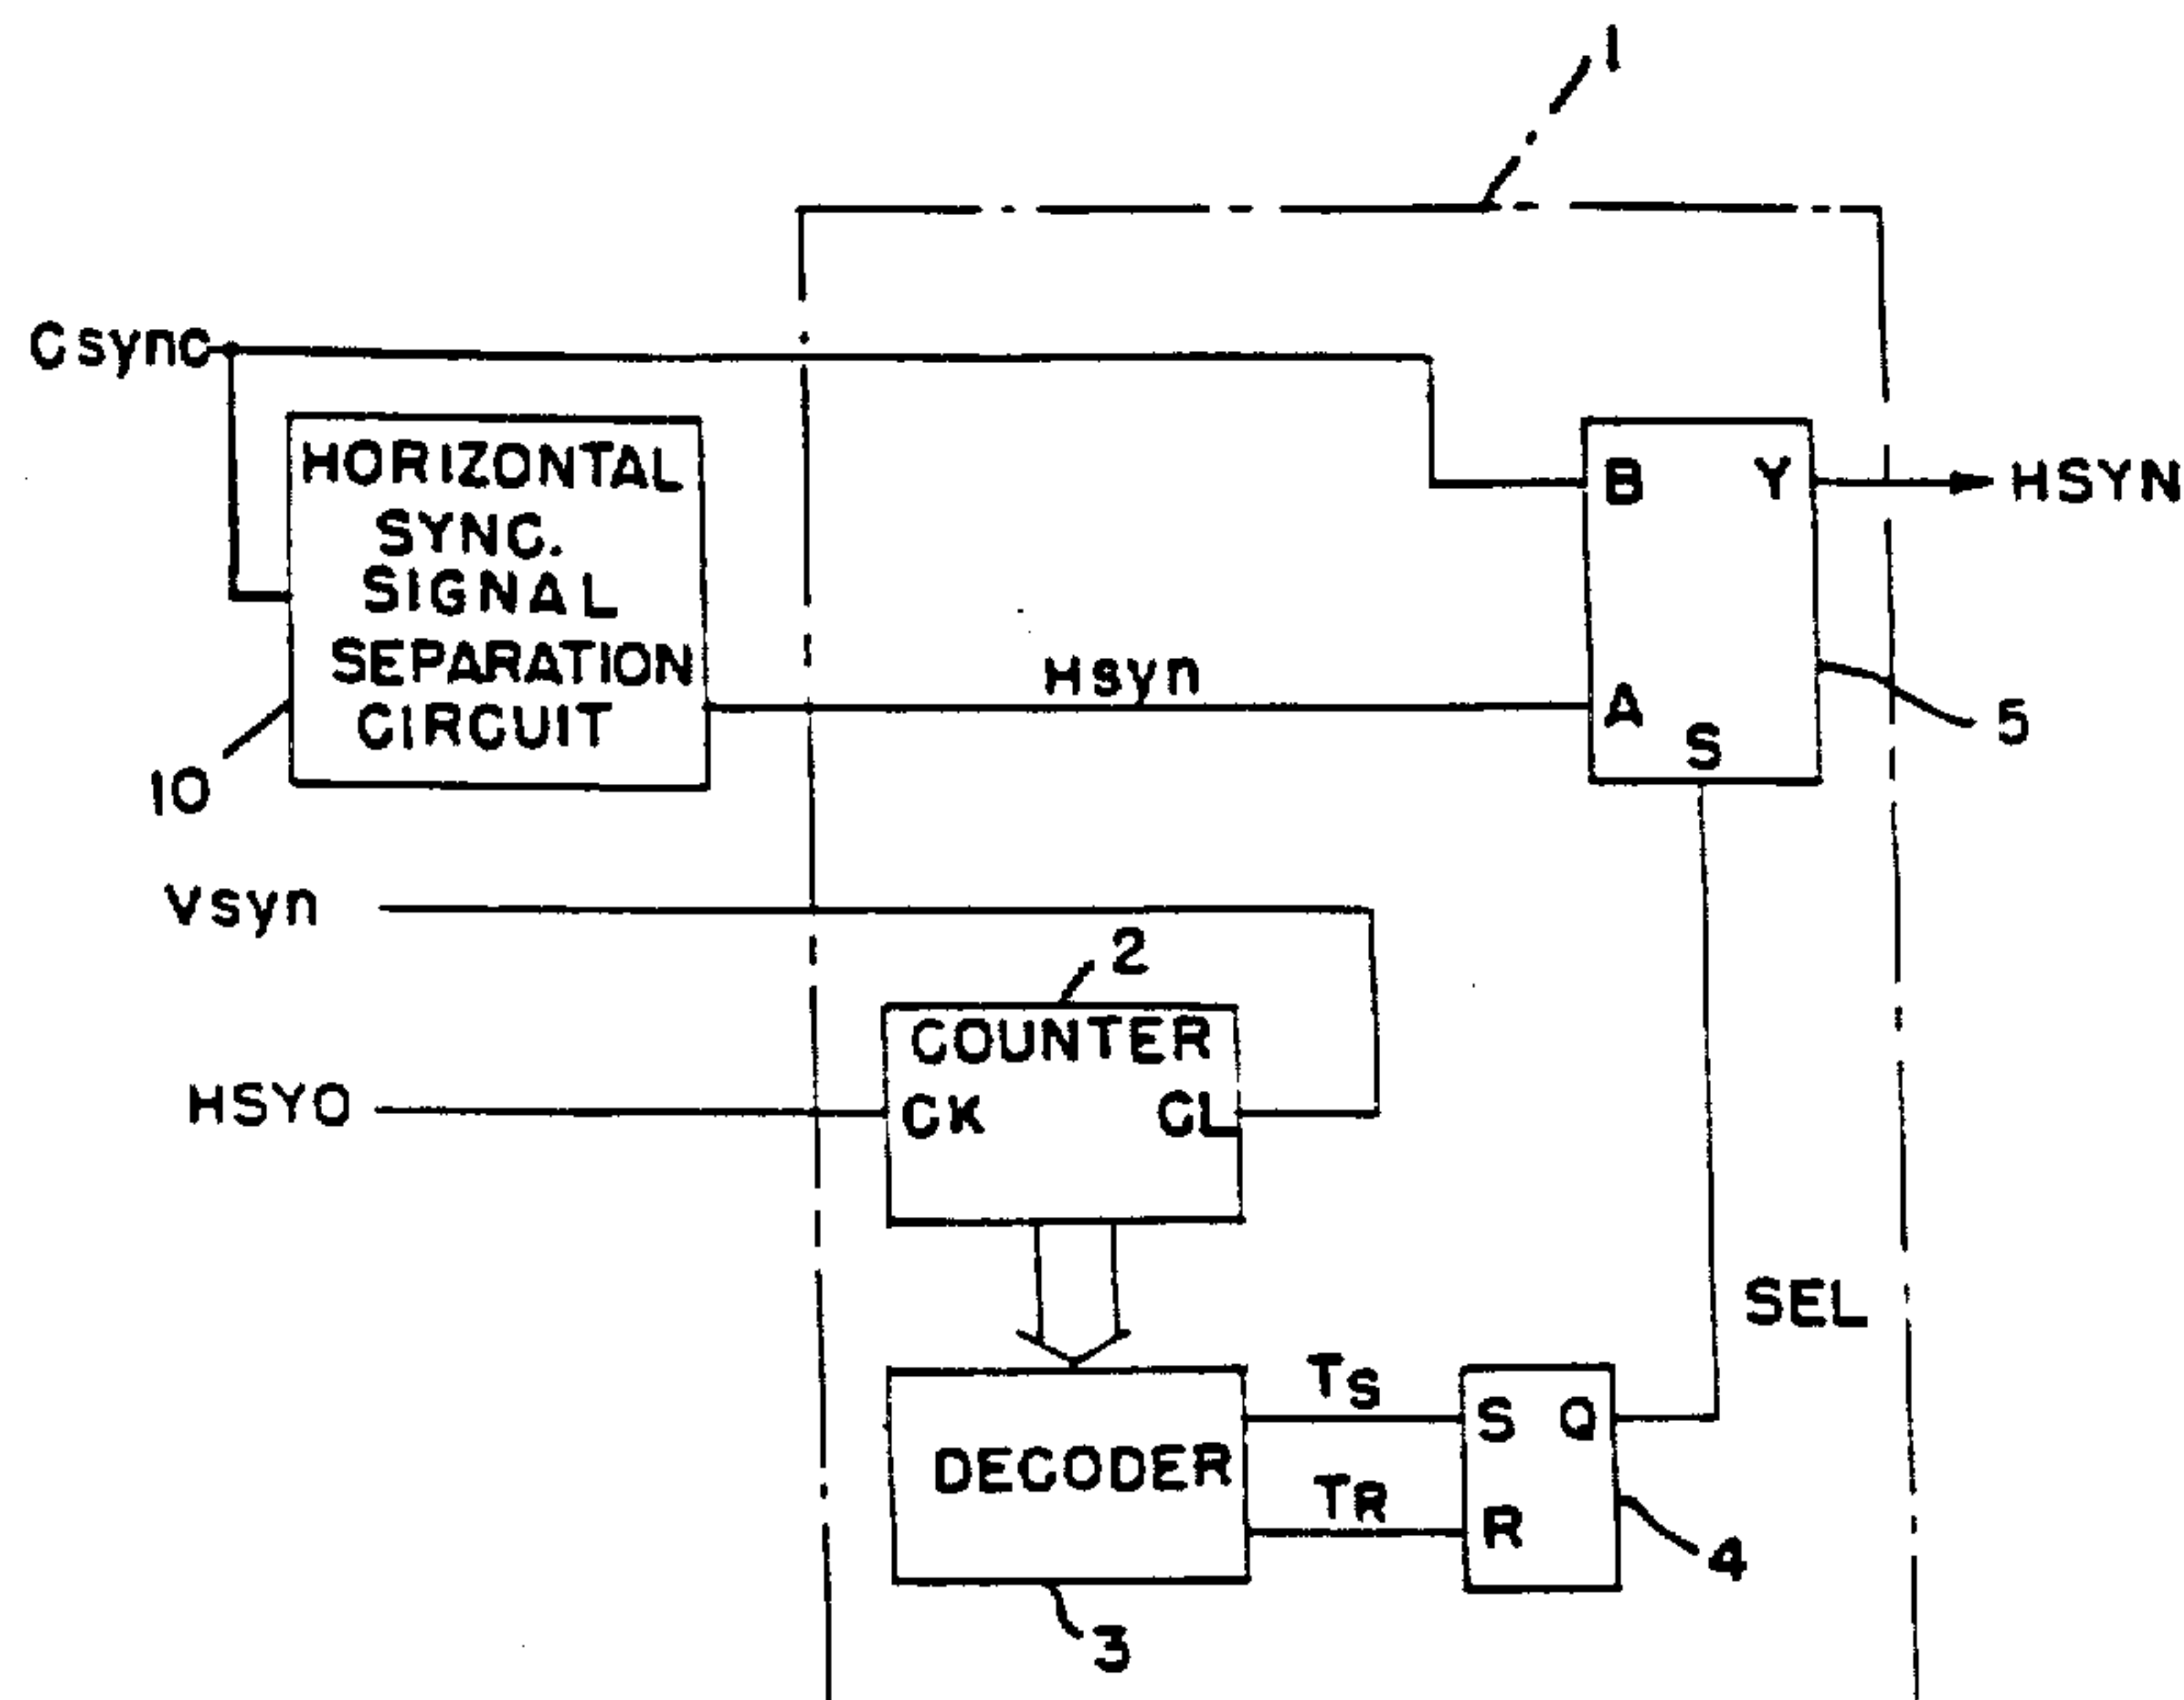 1
Csync
HORIZONTAL
SYNC.
SIGNAL
SEPARATION
CIRCUIT
10
B Y
HSYN
Hsyn
A
S
5
Vsyn
2
COUNTER
CK CL
HSYO
SEL
DECODER
TS
TR
S Q
R
4
3